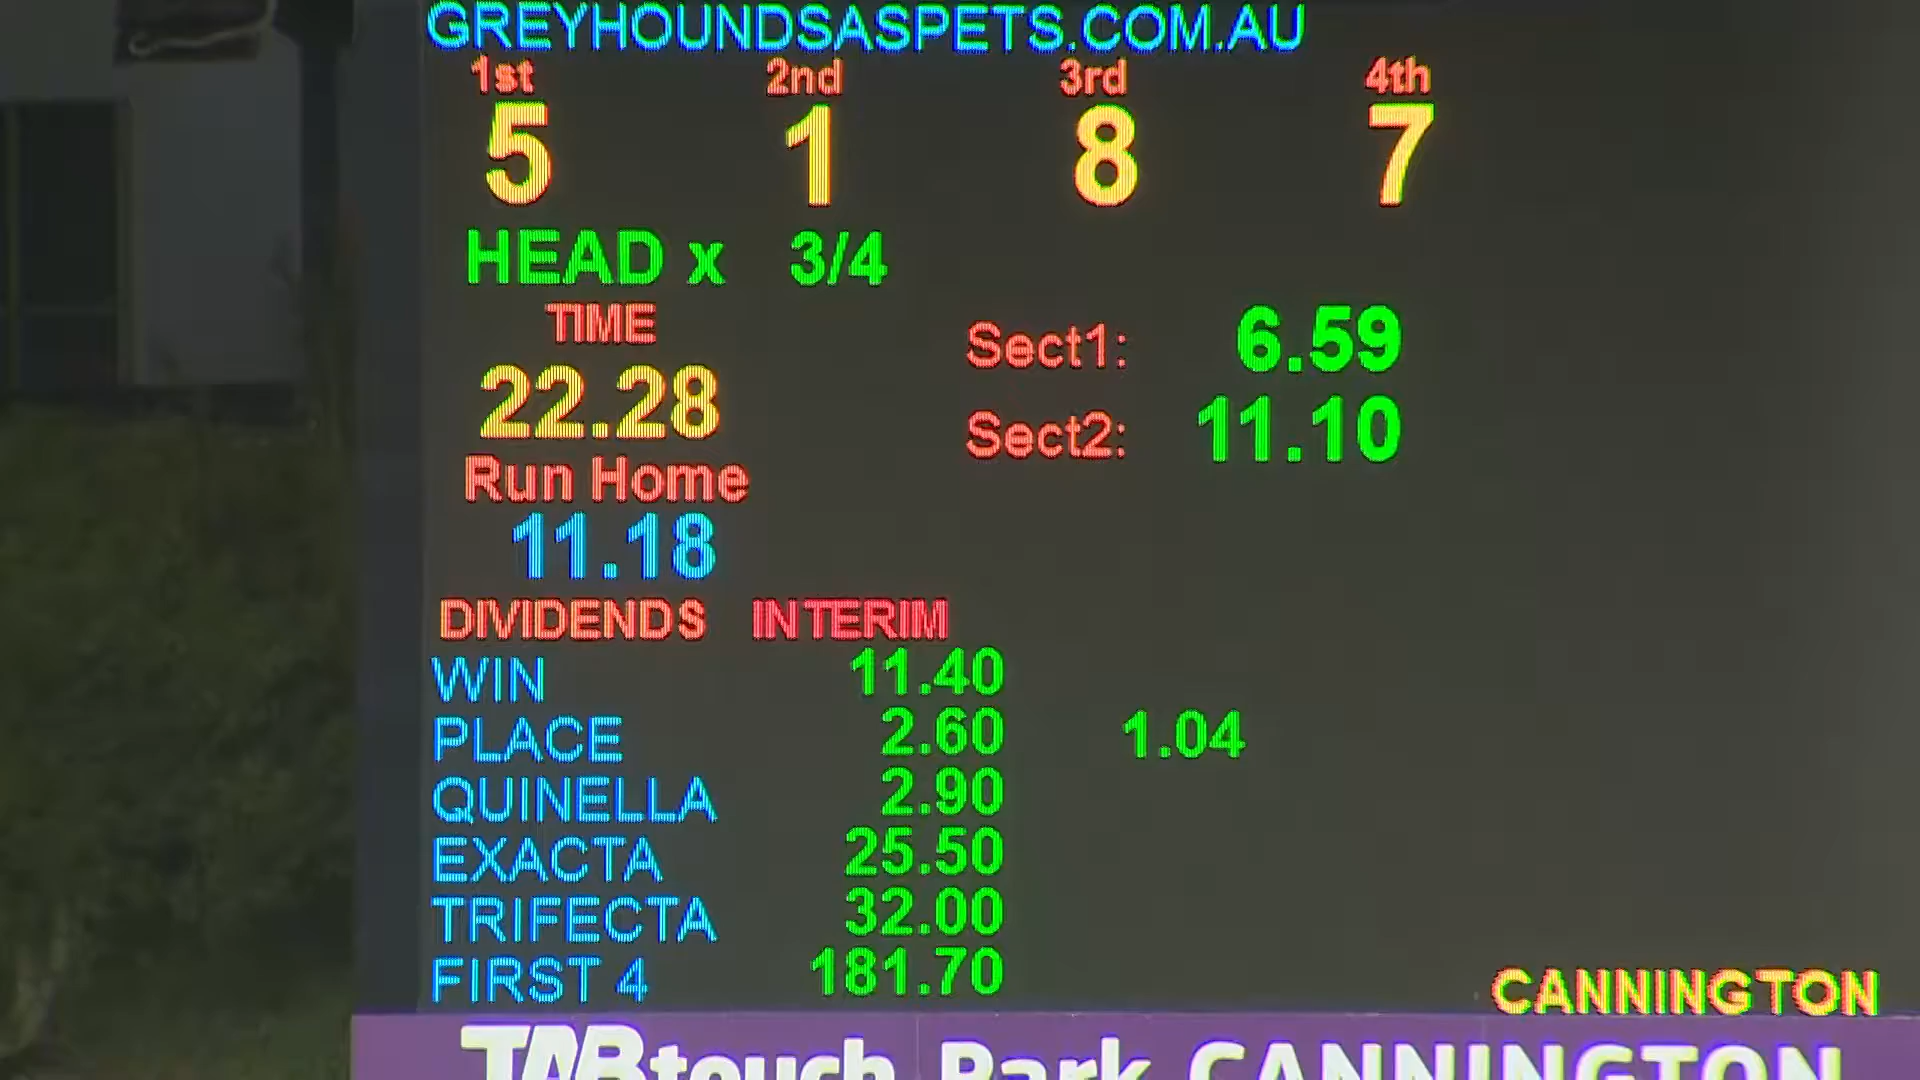 GREYHOUNDSASPETS.COM.AU
1st 2nd 3rd 4th
5 1 8 7
HEAD x 3/4
TIME
22.28
Sect1: 6.59
Sect2: 11.10
Run Home
11.18
DIVIDENDS INTERIM
WIN 11.40
PLACE 2.60 1.04
QUINELLA 2.90
EXACTA 25.50
TRIFECTA 32.00
FIRST 4 181.70
CANNINGTON
TABtouch Park CANNINGTON